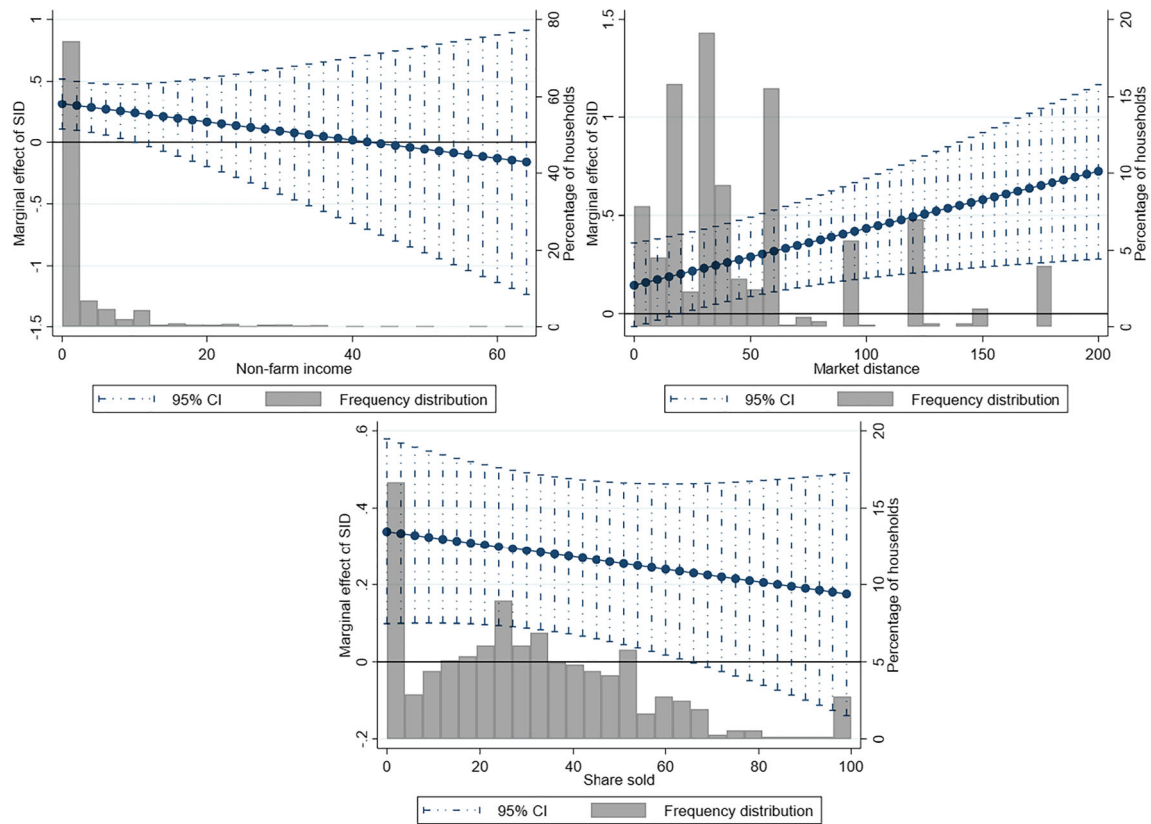 Marginal effect of SID
1
.5
0
-.5
-1
-1.5
80
60
40
20
0
Percentage of households
0 20 40 60
Non-farm income
95% CI Frequency distribution
Marginal effect of SID
1.5
1
.5
0
20
15
10
5
0
Percentage of households
0 50 100 150 200
Market distance
95% CI Frequency distribution
Marginal effect of SID
.6
.4
.2
0
-.2
20
15
10
5
0
Percentage of households
0 20 40 60 80 100
Share sold
95% CI Frequency distribution